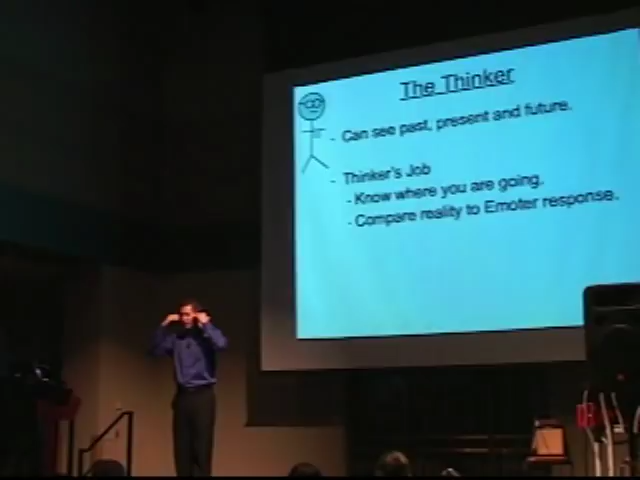 The Thinker
- Can see past, present and future.
- Thinker's Job
- Know where you are going.
- Compare reality to Emoter response.